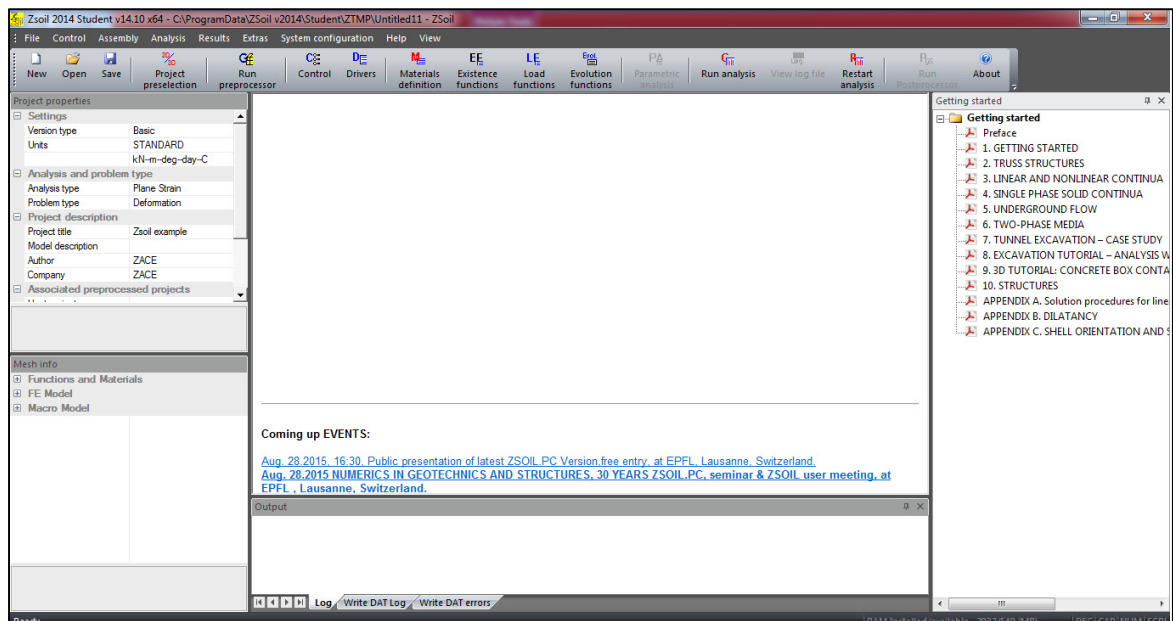 Zsoil 2014 Student v14.10 x64 - C:\ProgramData\ZSoil v2014\Student\ZTMP\Untitled11 - ZSoil
File Control Assembly Analysis Results Extras System configuration Help View
New Open Save Project preselection Run preprocessor Control Drivers Materials definition Existence functions Load functions Evolution functions Parametric analysis Run analysis View log file Restart analysis Run Postprocessor About
Project properties
Settings
Version type Basic
Units STANDARD
kN-m-deg-day-C
Analysis and problem type
Analysis type Plane Strain
Problem type Deformation
Project description
Project title Zsoil example
Model description
Author ZACE
Company ZACE
Associated preprocessed projects
Mesh info
Functions and Materials
FE Model
Macro Model
Coming up EVENTS:
Aug. 28.2015, 16:30, Public presentation of latest ZSOIL.PC Version,free entry, at EPFL, Lausanne, Switzerland.
Aug. 28.2015 NUMERICS IN GEOTECHNICS AND STRUCTURES, 30 YEARS ZSOIL.PC, seminar & ZSOIL user meeting, at
EPFL , Lausanne, Switzerland.
Output
Log Write DAT Log Write DAT errors
Getting started
Getting started
Preface
1. GETTING STARTED
2. TRUSS STRUCTURES
3. LINEAR AND NONLINEAR CONTINUA
4. SINGLE PHASE SOLID CONTINUA
5. UNDERGROUND FLOW
6. TWO-PHASE MEDIA
7. TUNNEL EXCAVATION – CASE STUDY
8. EXCAVATION TUTORIAL – ANALYSIS W
9. 3D TUTORIAL: CONCRETE BOX CONTA
10. STRUCTURES
APPENDIX A. Solution procedures for line
APPENDIX B. DILATANCY
APPENDIX C. SHELL ORIENTATION AND S